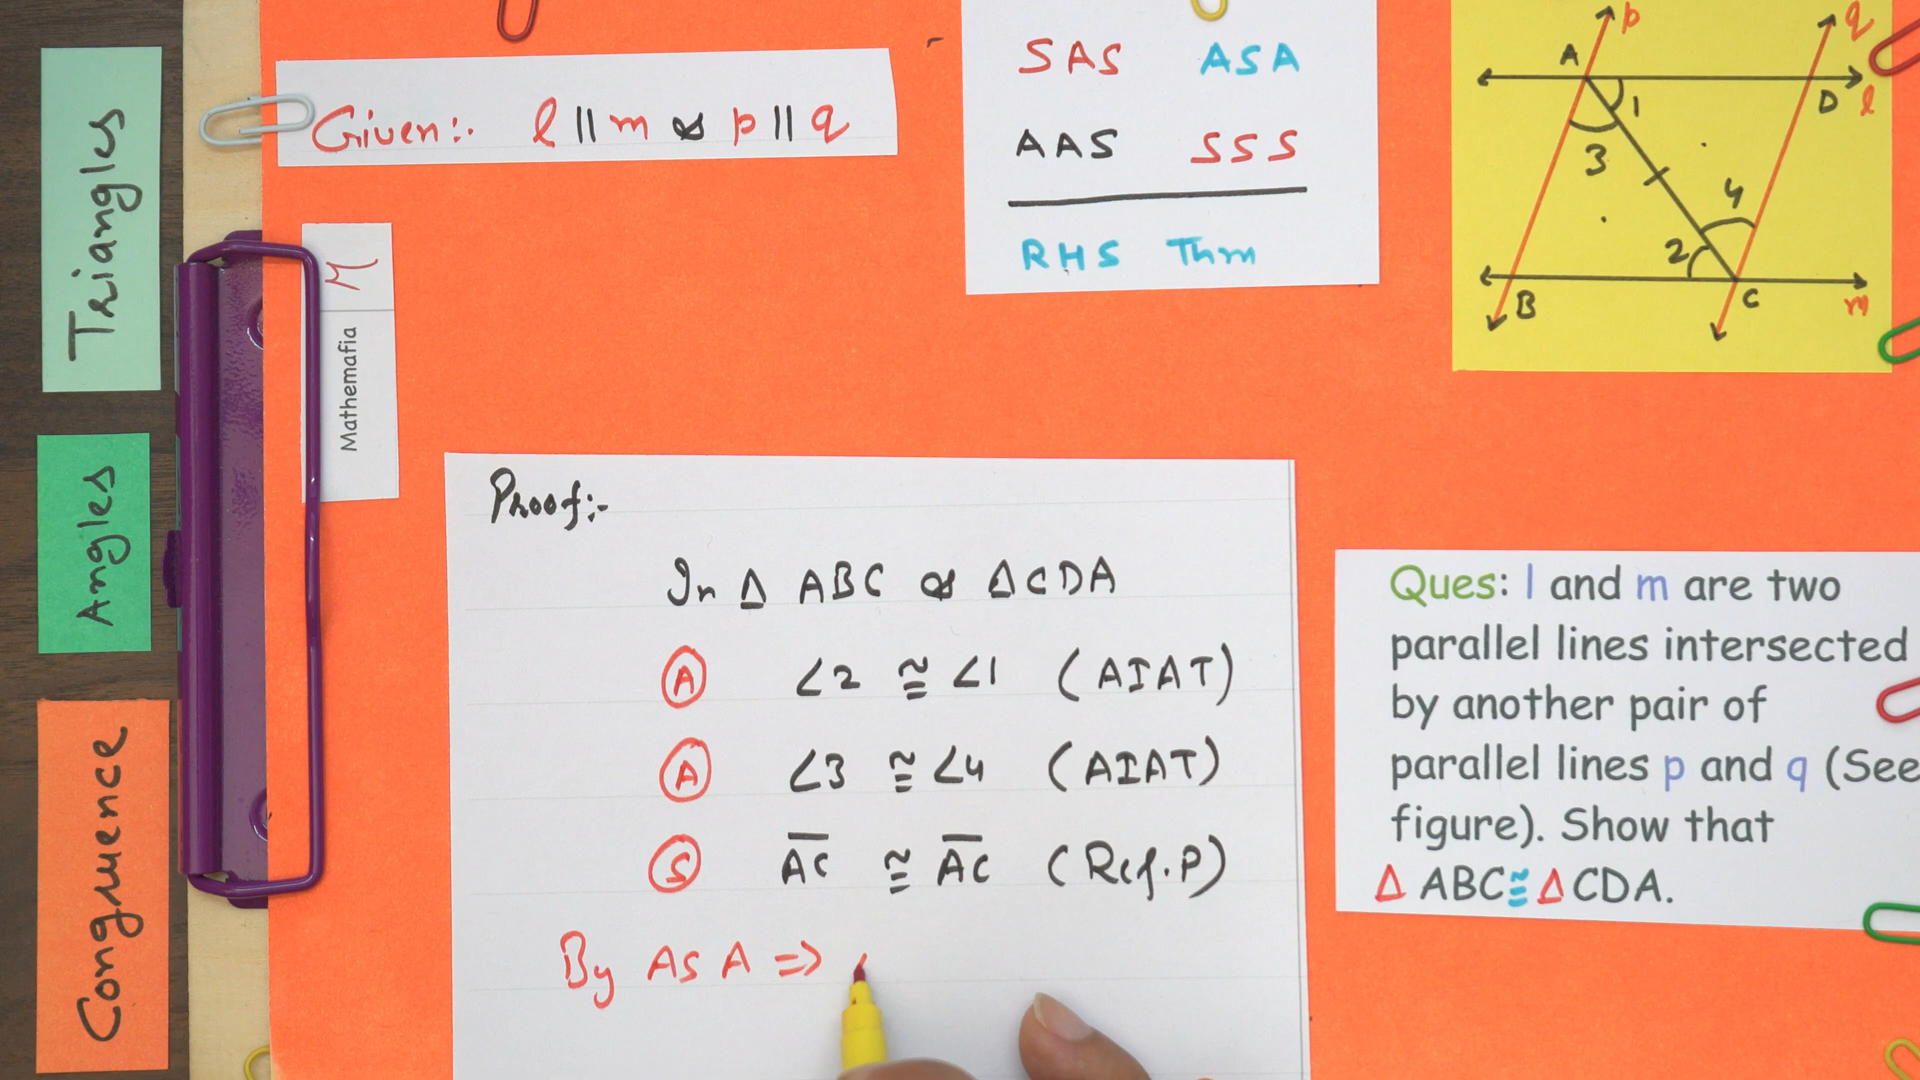 Triangles
Angles
Congruence
Given:- l || m & p || q
M
Mathemafia
SAS ASA
AAS SSS
RHS Thm
p q
A D l
1
3
4
2
B C m
Proof:-
In Δ ABC & ΔCDA
A ∠2 ≅ ∠1 (AIAT)
A ∠3 ≅ ∠4 (AIAT)
S AC ≅ AC (Ref.P)
By ASA =>
Ques: l and m are two
parallel lines intersected
by another pair of
parallel lines p and q (See
figure). Show that
Δ ABC≅ΔCDA.